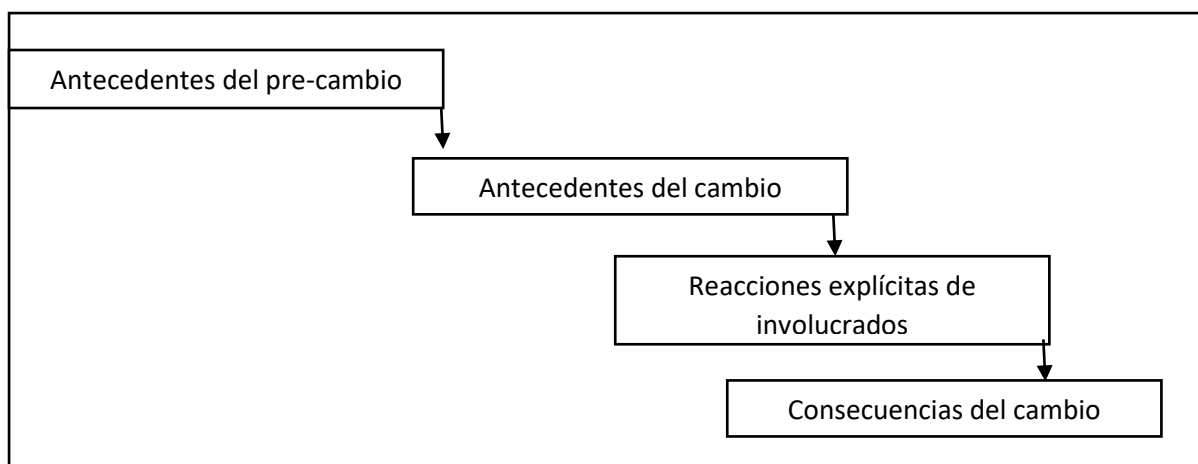 Antecedentes del pre-cambio
Antecedentes del cambio
Reacciones explícitas de
involucrados
Consecuencias del cambio